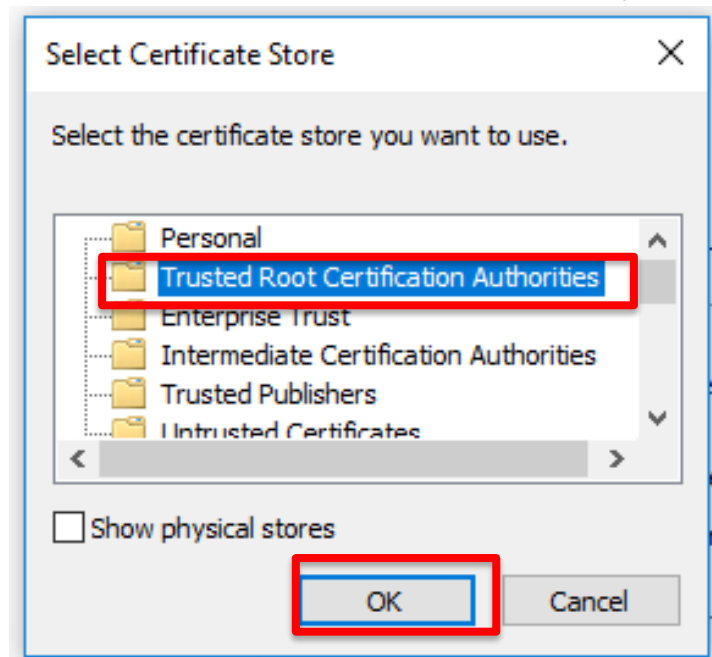 Select Certificate Store
Select the certificate store you want to use.
Personal
Trusted Root Certification Authorities
Enterprise Trust
Intermediate Certification Authorities
Trusted Publishers
Untrusted Certificates
Show physical stores
OK
Cancel